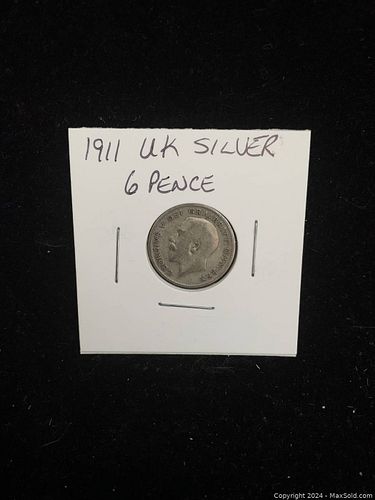 1911 UK SILVER
6 PENCE
Copyright 2024 - MaxSold.com